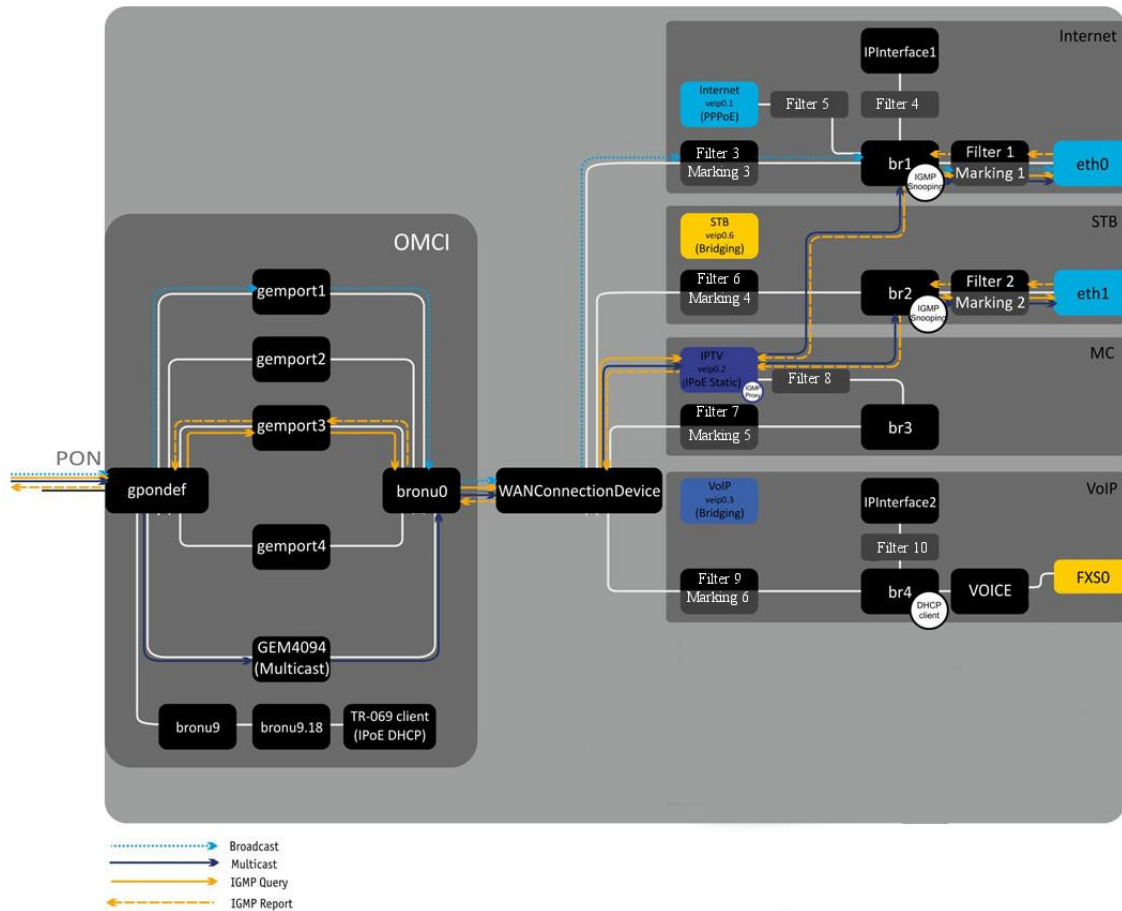 Internet
IPInterface1
Internet
veip0.1
(PPPoE)
Filter 5
Filter 4
Filter 3
Marking 3
br1
IGMP
Snooping
Filter 1
Marking 1
eth0
STB
STB
veip0.6
(Bridging)
Filter 6
Marking 4
br2
IGMP
Snooping
Filter 2
Marking 2
eth1
MC
IPTV
veip0.2
(IPoE Static)
IGMP
Proxy
Filter 8
Filter 7
Marking 5
br3
VoIP
VoIP
veip0.3
(Bridging)
IPInterface2
Filter 10
Filter 9
Marking 6
br4
DHCP
client
VOICE
FXS0
OMCI
gemport1
gemport2
gemport3
PON
gpondef
bronu0
WANConnectionDevice
gemport4
GEM4094
(Multicast)
bronu9
bronu9.18
TR-069 client
(IPoE DHCP)
Broadcast
Multicast
IGMP Query
IGMP Report